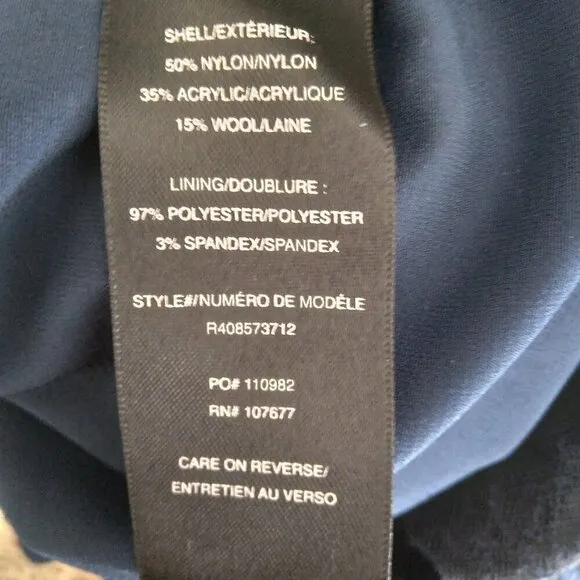 SHELL/EXTÉRIEUR:
50% NYLON/NYLON
35% ACRYLIC/ACRYLIQUE
15% WOOL/LAINE
LINING/DOUBLURE :
97% POLYESTER/POLYESTER
3% SPANDEX/SPANDEX
STYLE#/NUMÉRO DE MODÈLE
R408573712
PO# 110982
RN# 107677
CARE ON REVERSE/
ENTRETIEN AU VERSO